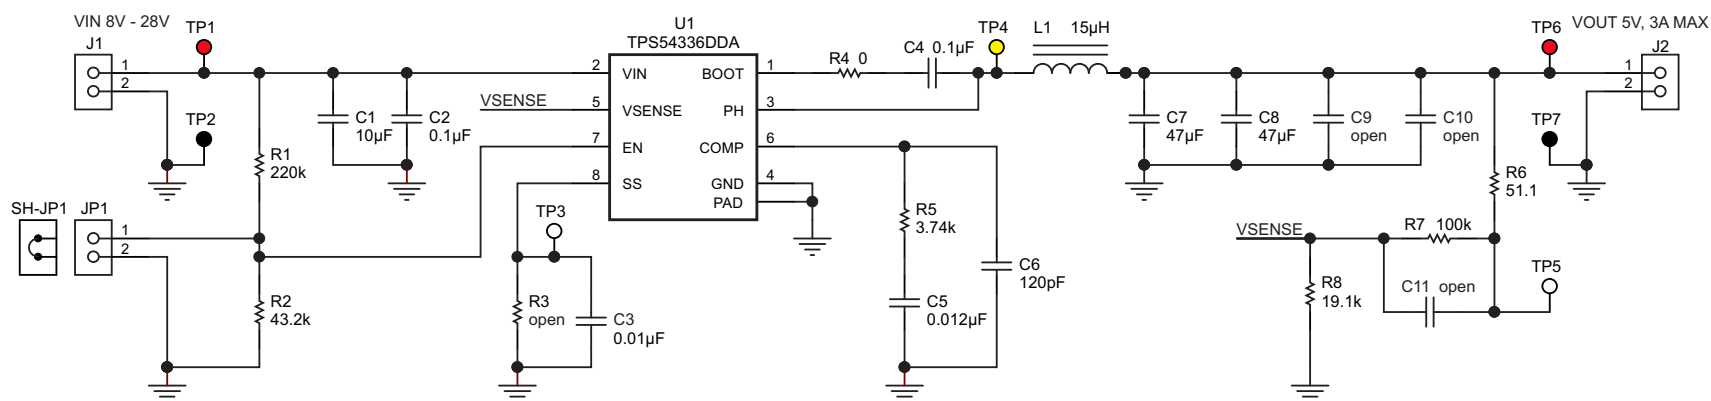 VIN 8V - 28V
J1
1
2
TP1
TP2
R1
220k
C1
10µF
C2
0.1µF
SH-JP1
JP1
1
2
R2
43.2k
VSENSE
U1
TPS54336DDA
2 VIN
5 VSENSE
7 EN
8 SS
BOOT 1
PH 3
COMP 6
GND 4
PAD
TP3
R3
open
C3
0.01µF
R4 0
C4 0.1µF
TP4
L1 15µH
R5
3.74k
C5
0.012µF
C6
120pF
C7
47µF
C8
47µF
C9
open
C10
open
TP6
VOUT 5V, 3A MAX
J2
1
2
TP7
R6
51.1
VSENSE
R7 100k
R8
19.1k
C11 open
TP5